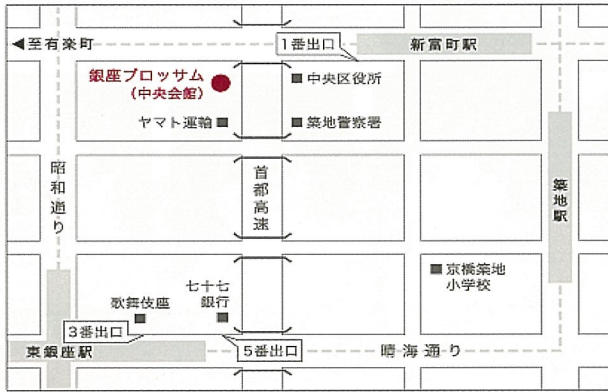 ◀至有楽町
1番出口
新富町駅
銀座ブロッサム
(中央会館)
中央区役所
ヤマト運輸
築地警察署
昭和通り
首都高速
築地駅
京橋築地
小学校
歌舞伎座
七十七
銀行
3番出口
東銀座駅
5番出口
晴海通り